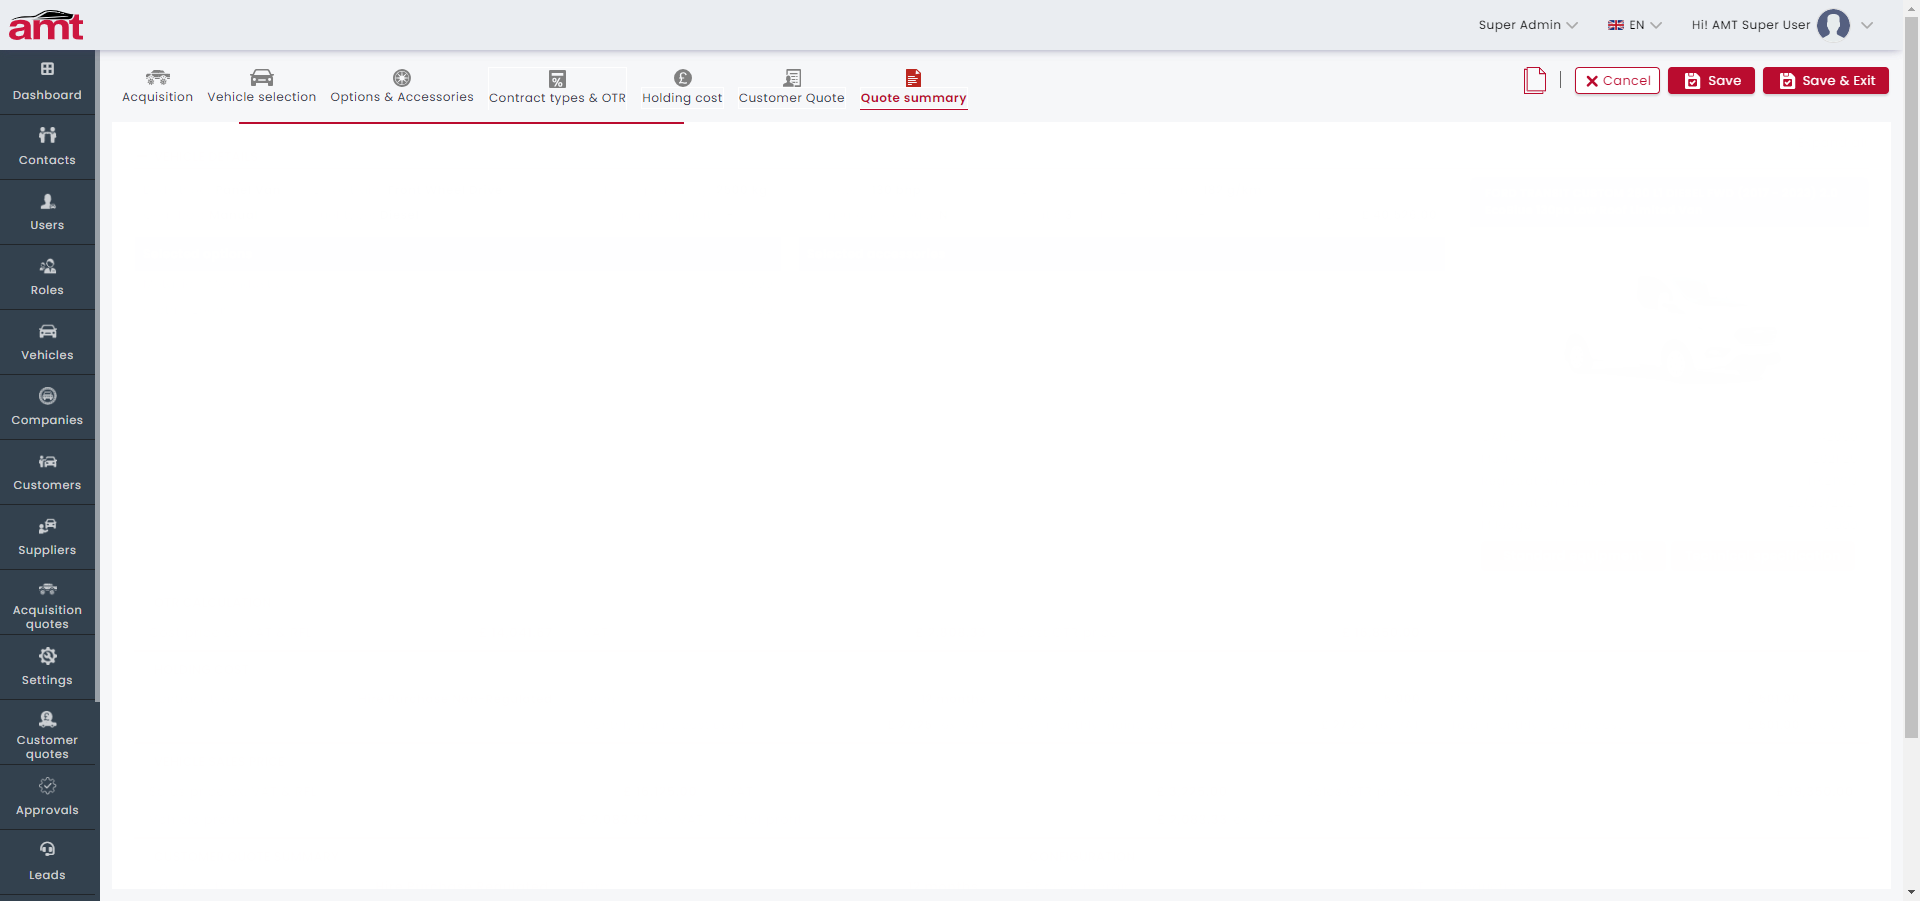 amt
Super Admin
EN
Hi! AMT Super User
Dashboard
Contacts
Users
Roles
Vehicles
Companies
Customers
Suppliers
Acquisition
quotes
Settings
Customer
quotes
Approvals
Leads
Acquisition
Vehicle selection
Options & Accessories
Contract types & OTR
Holding cost
Customer Quote
Quote summary
Cancel
Save
Save & Exit